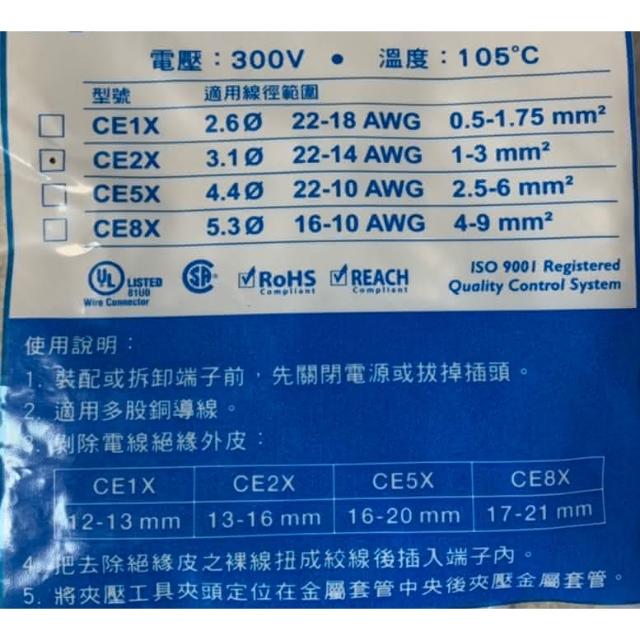 電壓：300V • 溫度：105°C
型號 適用線徑範圍
CE1X 2.6Ø 22-18 AWG 0.5-1.75 mm²
CE2X 3.1Ø 22-14 AWG 1-3 mm²
CE5X 4.4Ø 22-10 AWG 2.5-6 mm²
CE8X 5.3Ø 16-10 AWG 4-9 mm²
UL LISTED
81U0
Wire Connector
SA
RoHS
Compliant
REACH
Compliant
ISO 9001 Registered
Quality Control System
使用說明：
1. 裝配或拆卸端子前，先關閉電源或拔掉插頭。
2. 適用多股銅導線。
3. 剝除電線絕緣外皮：
CE1X CE2X CE5X CE8X
12-13 mm 13-16 mm 16-20 mm 17-21 mm
4. 把去除絕緣皮之裸線扭成絞線後插入端子內。
5. 將夾壓工具夾頭定位在金屬套管中央後夾壓金屬套管。